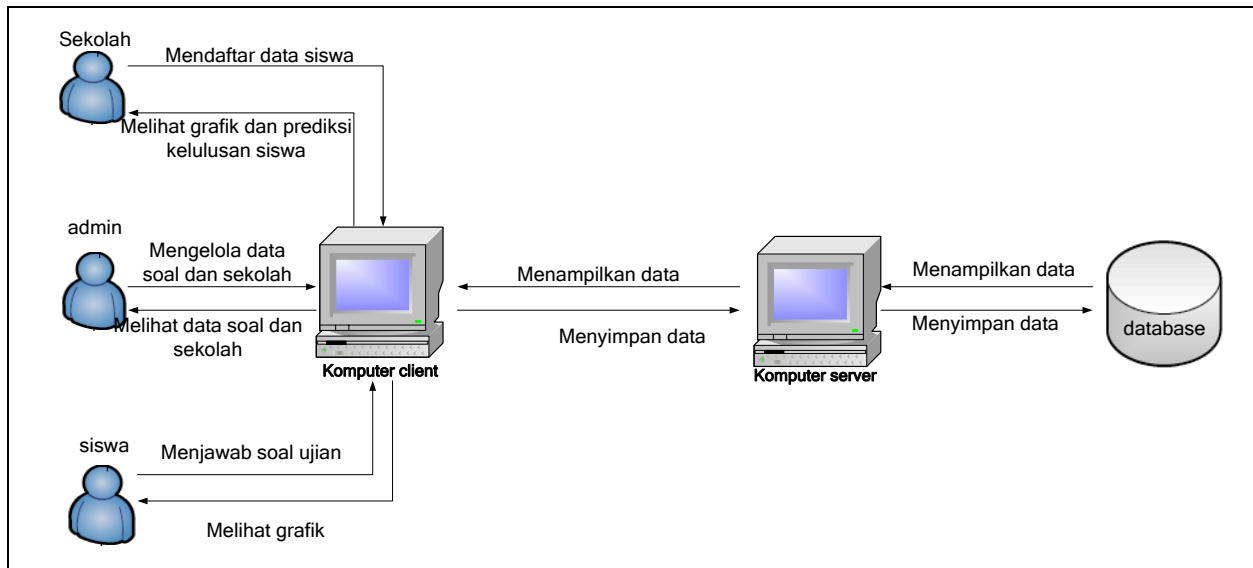 Sekolah
Mendaftar data siswa
Melihat grafik dan prediksi
kelulusan siswa
admin
Mengelola data
soal dan sekolah
Melihat data soal dan
sekolah
Komputer client
Menampilkan data
Menyimpan data
Komputer server
Menampilkan data
Menyimpan data
database
siswa
Menjawab soal ujian
Melihat grafik